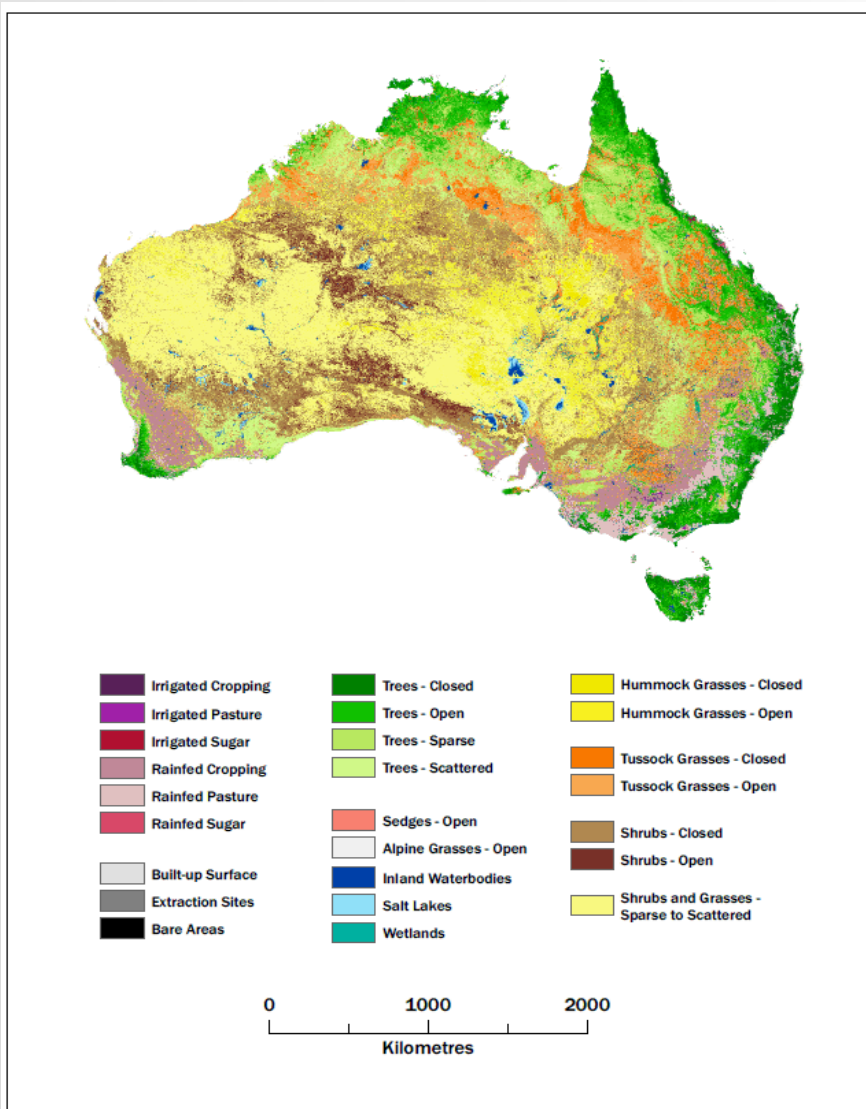 Irrigated Cropping
Irrigated Pasture
Irrigated Sugar
Rainfed Cropping
Rainfed Pasture
Rainfed Sugar
Built-up Surface
Extraction Sites
Bare Areas
Trees - Closed
Trees - Open
Trees - Sparse
Trees - Scattered
Sedges - Open
Alpine Grasses - Open
Inland Waterbodies
Salt Lakes
Wetlands
Hummock Grasses - Closed
Hummock Grasses - Open
Tussock Grasses - Closed
Tussock Grasses - Open
Shrubs - Closed
Shrubs - Open
Shrubs and Grasses -
Sparse to Scattered
0 1000 2000
Kilometres